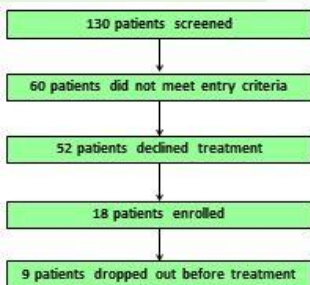 130 patients screened
60 patients did not meet entry criteria
52 patients declined treatment
18 patients enrolled
9 patients dropped out before treatment